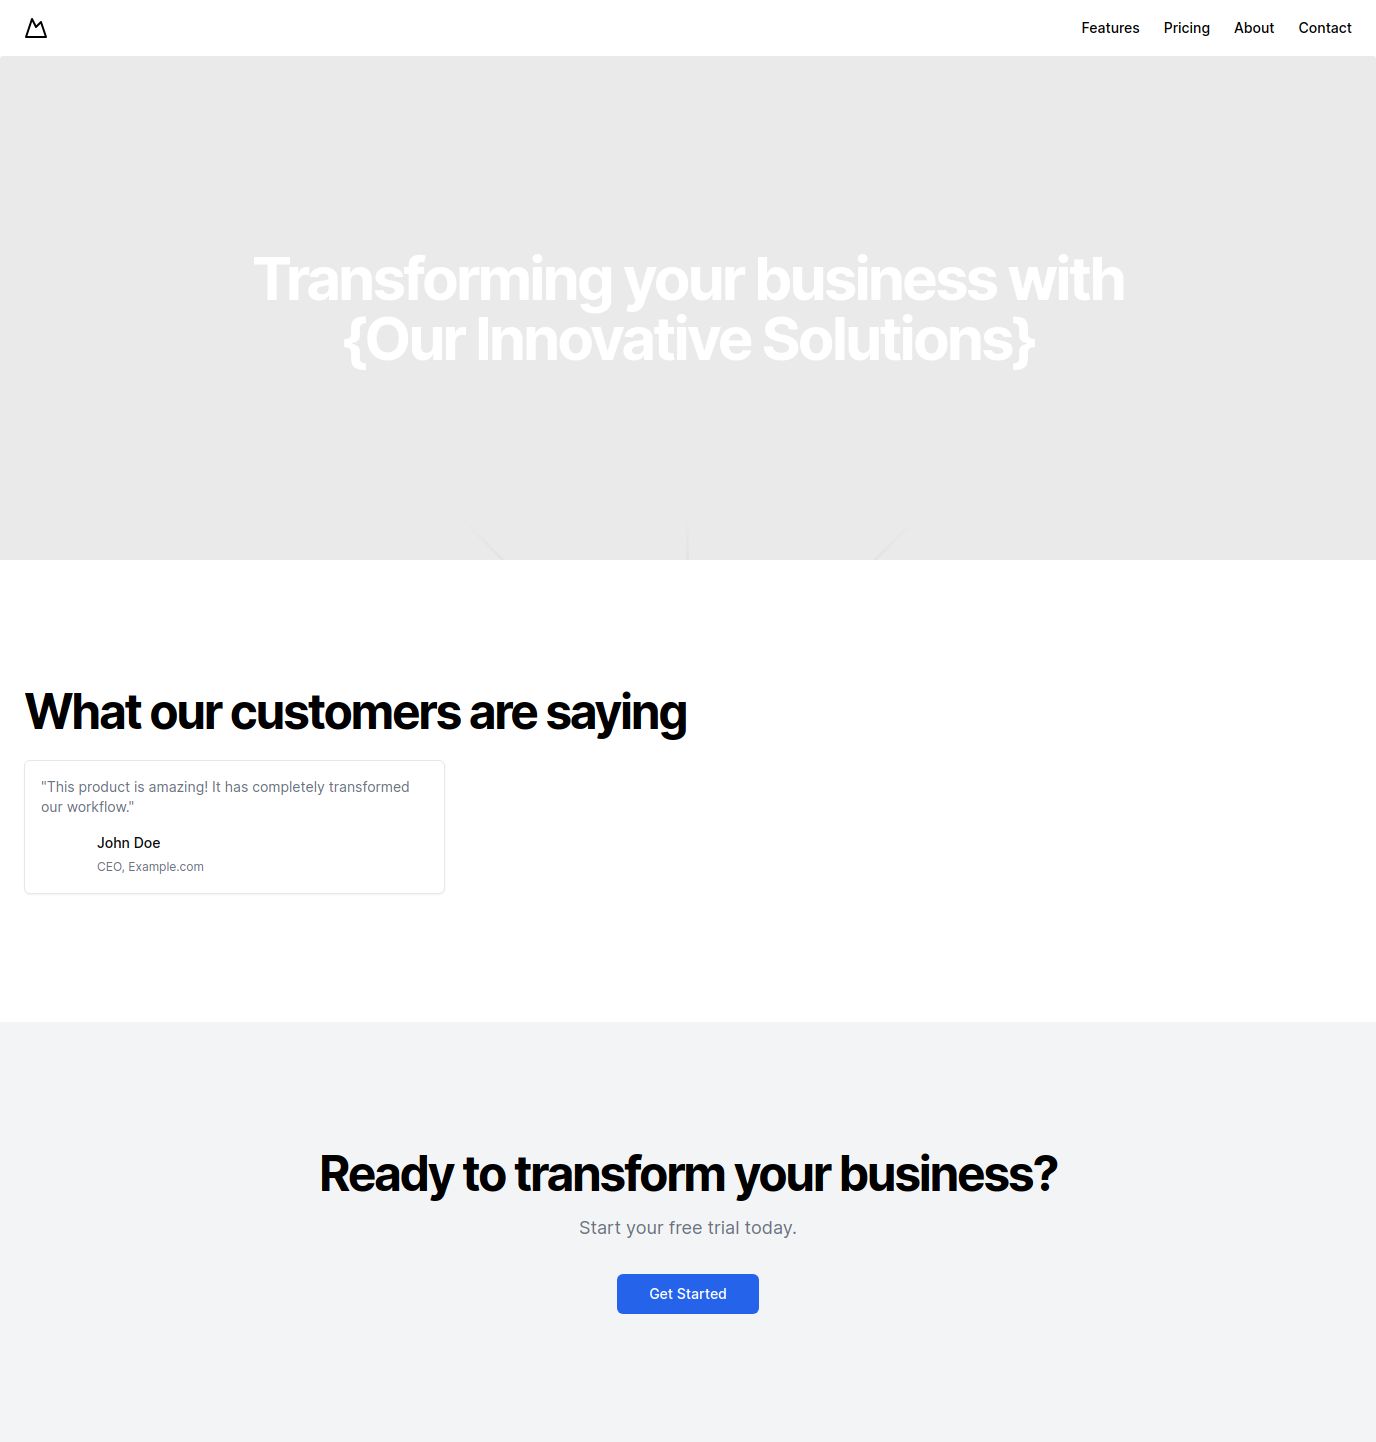 Features Pricing About Contact
Transforming your business with
{Our Innovative Solutions}
What our customers are saying
"This product is amazing! It has completely transformed
our workflow."
John Doe
CEO, Example.com
Ready to transform your business?
Start your free trial today.
Get Started